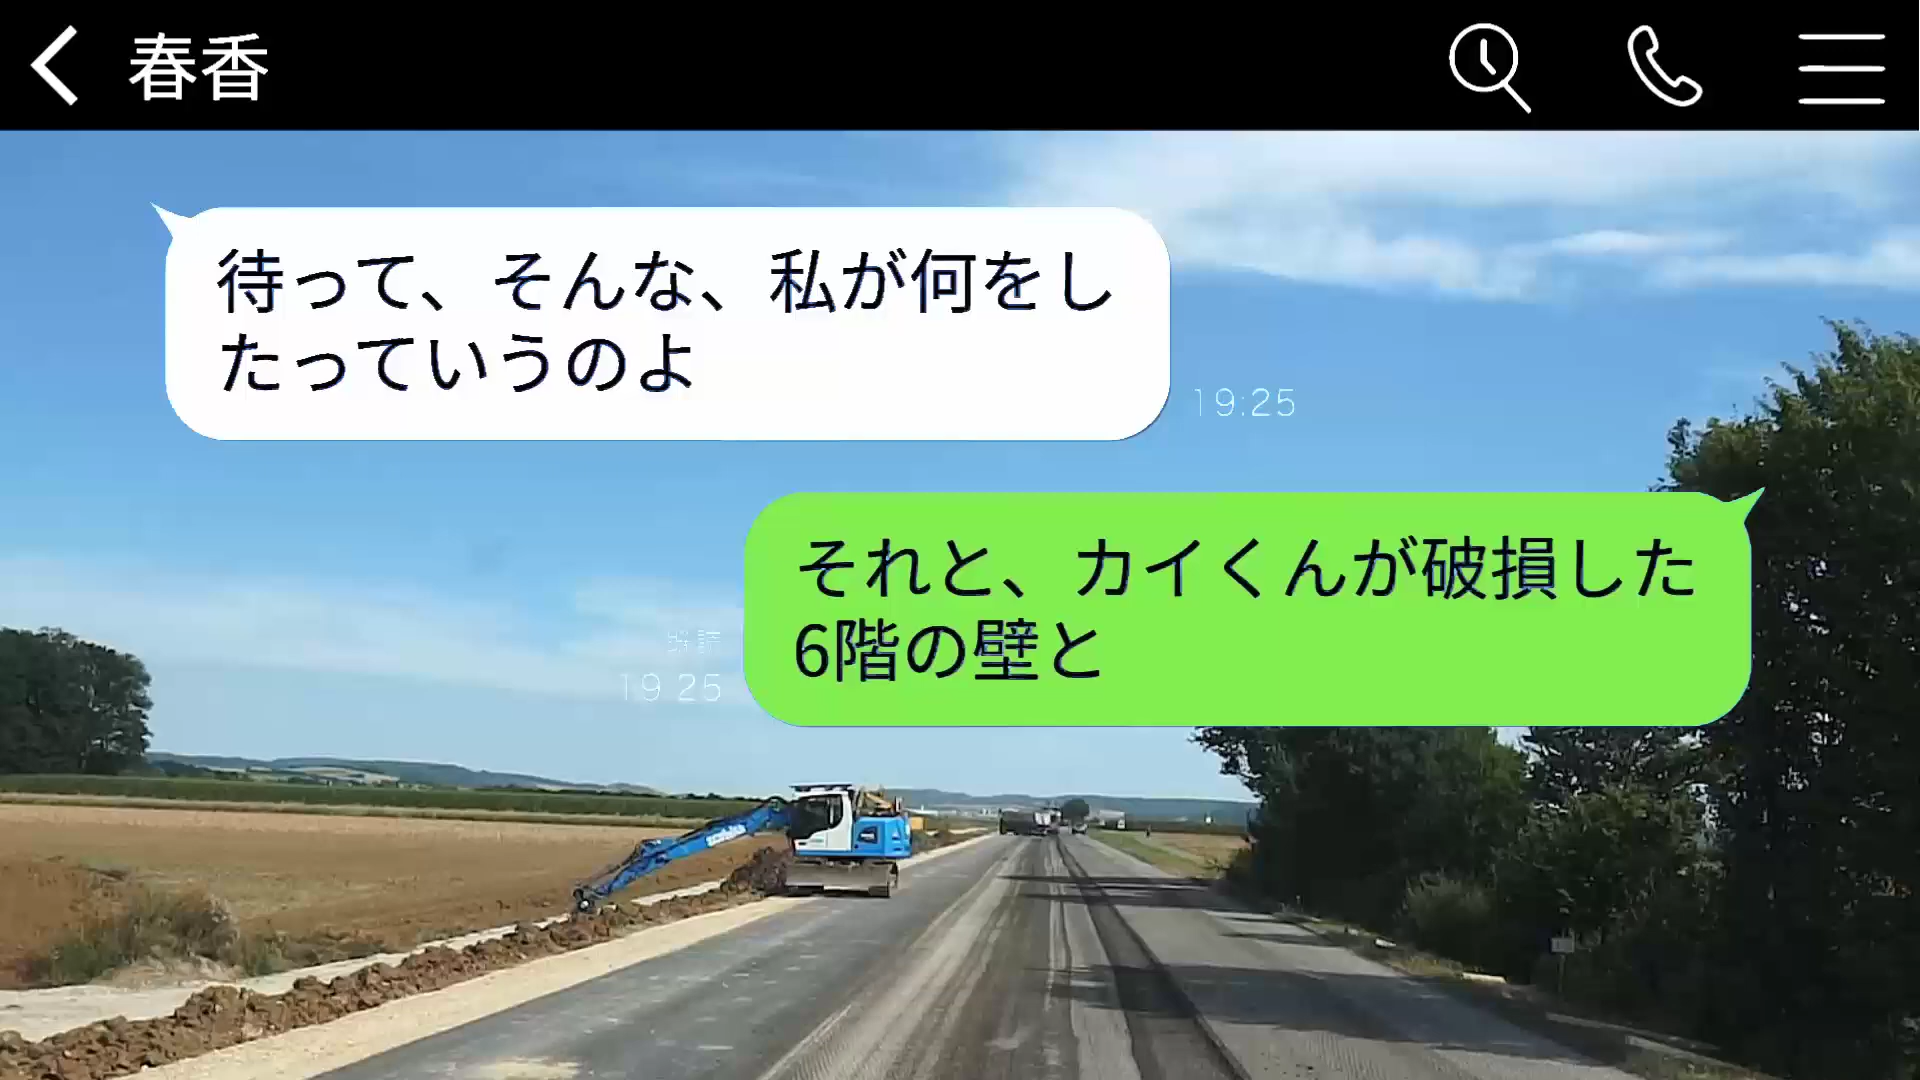 春香
待って、そんな、私が何をし
たっていうのよ
19:25
それと、カイくんが破損した
6階の壁と
既読
19 25